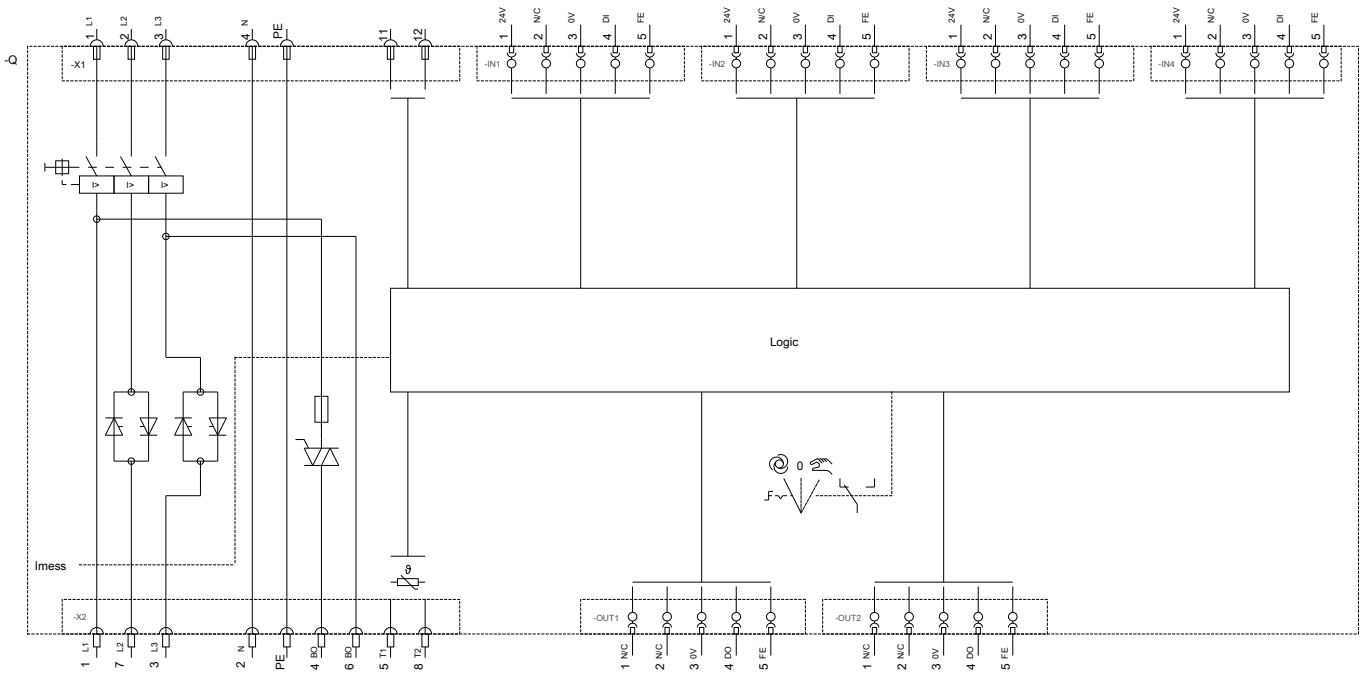 -Q
L1 L2 L3 N
1 2 3 4 PE 11 12
-X1
24V N/C 0V DI FE
1 2 3 4 5
-IN1
24V N/C 0V DI FE
1 2 3 4 5
-IN2
24V N/C 0V DI FE
1 2 3 4 5
-IN3
24V N/C 0V DI FE
1 2 3 4 5
-IN4
I> I> I>
Logic
0
Imess
ϑ
-X2
L1 L2 L3 N BO BO T1 T2
1 7 3 2 PE 4 6 5 8
-OUT1
1 N/C 2 N/C 3 0V 4 DO 5 FE
-OUT2
1 N/C 2 N/C 3 0V 4 DO 5 FE